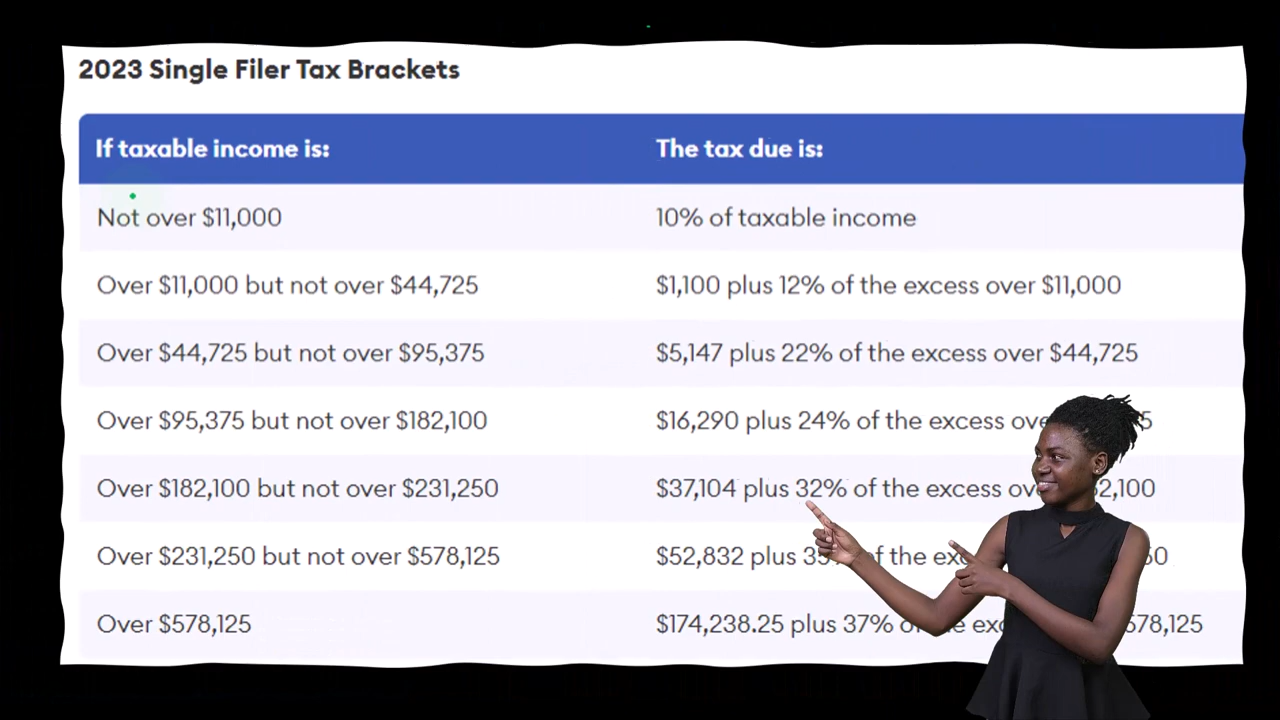 2023 Single Filer Tax Brackets
If taxable income is: The tax due is:
Not over $11,000 10% of taxable income
Over $11,000 but not over $44,725 $1,100 plus 12% of the excess over $11,000
Over $44,725 but not over $95,375 $5,147 plus 22% of the excess over $44,725
Over $95,375 but not over $182,100 $16,290 plus 24% of the excess
Over $182,100 but not over $231,250 $37,104 plus 32% of the excess
Over $231,250 but not over $578,125 $52,832 plus of the
Over $578,125 $174,238.25 plus 37% 578,125